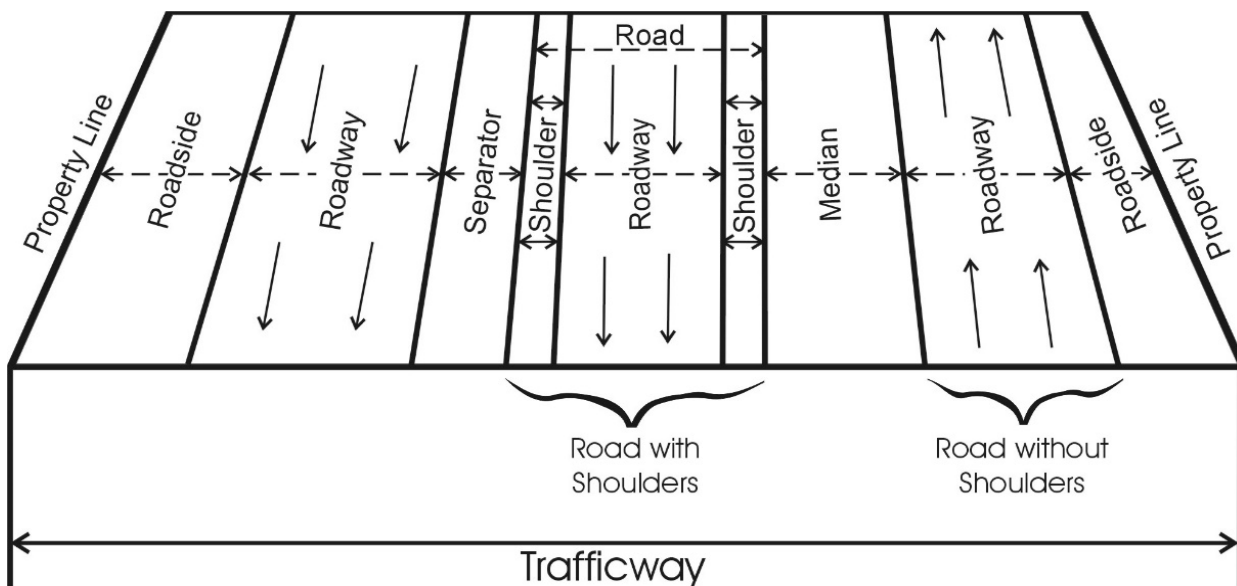 Road
Property Line
Roadside
Roadway
Separator
Shoulder
Roadway
Shoulder
Median
Roadway
Roadside
Property Line
Road with
Shoulders
Road without
Shoulders
Trafficway